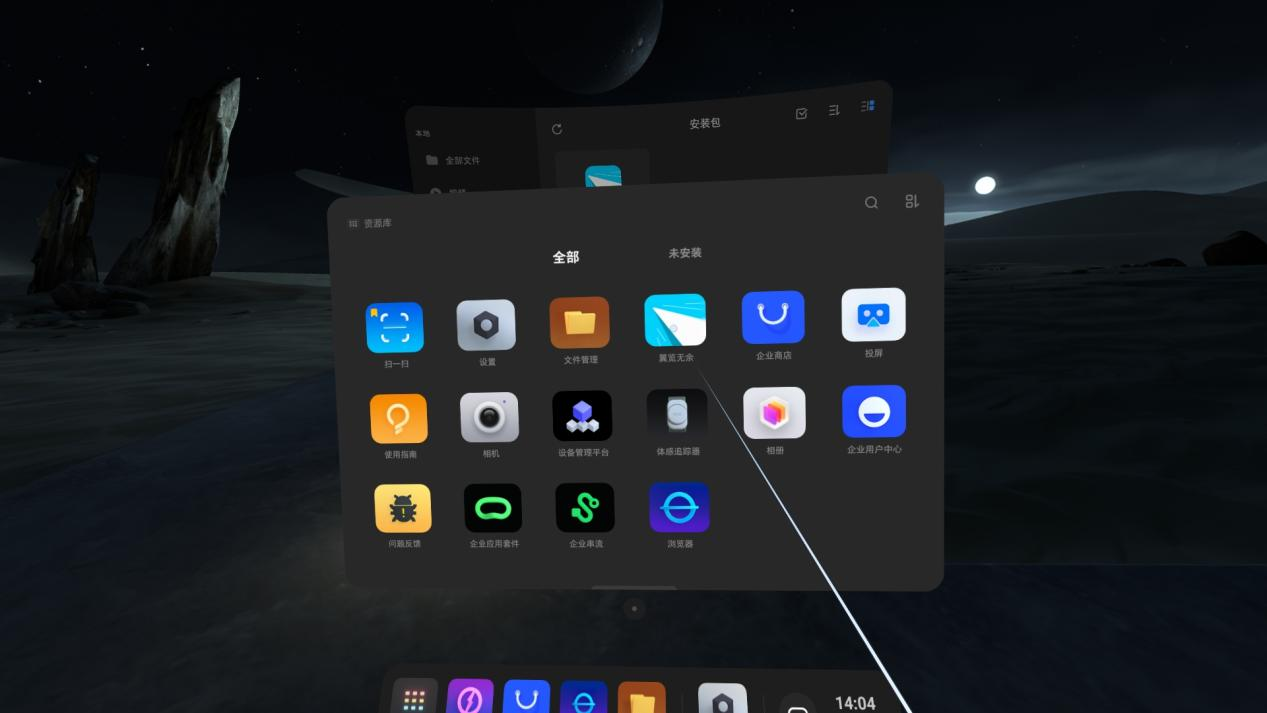 本地
安装包
全部文件
资源库
全部
未安装
扫一扫
设置
文件管理
翼览无余
企业商店
投屏
使用指南
相机
设备管理平台
体感追踪器
相册
企业用户中心
问题反馈
企业应用套件
企业串流
浏览器
14:04